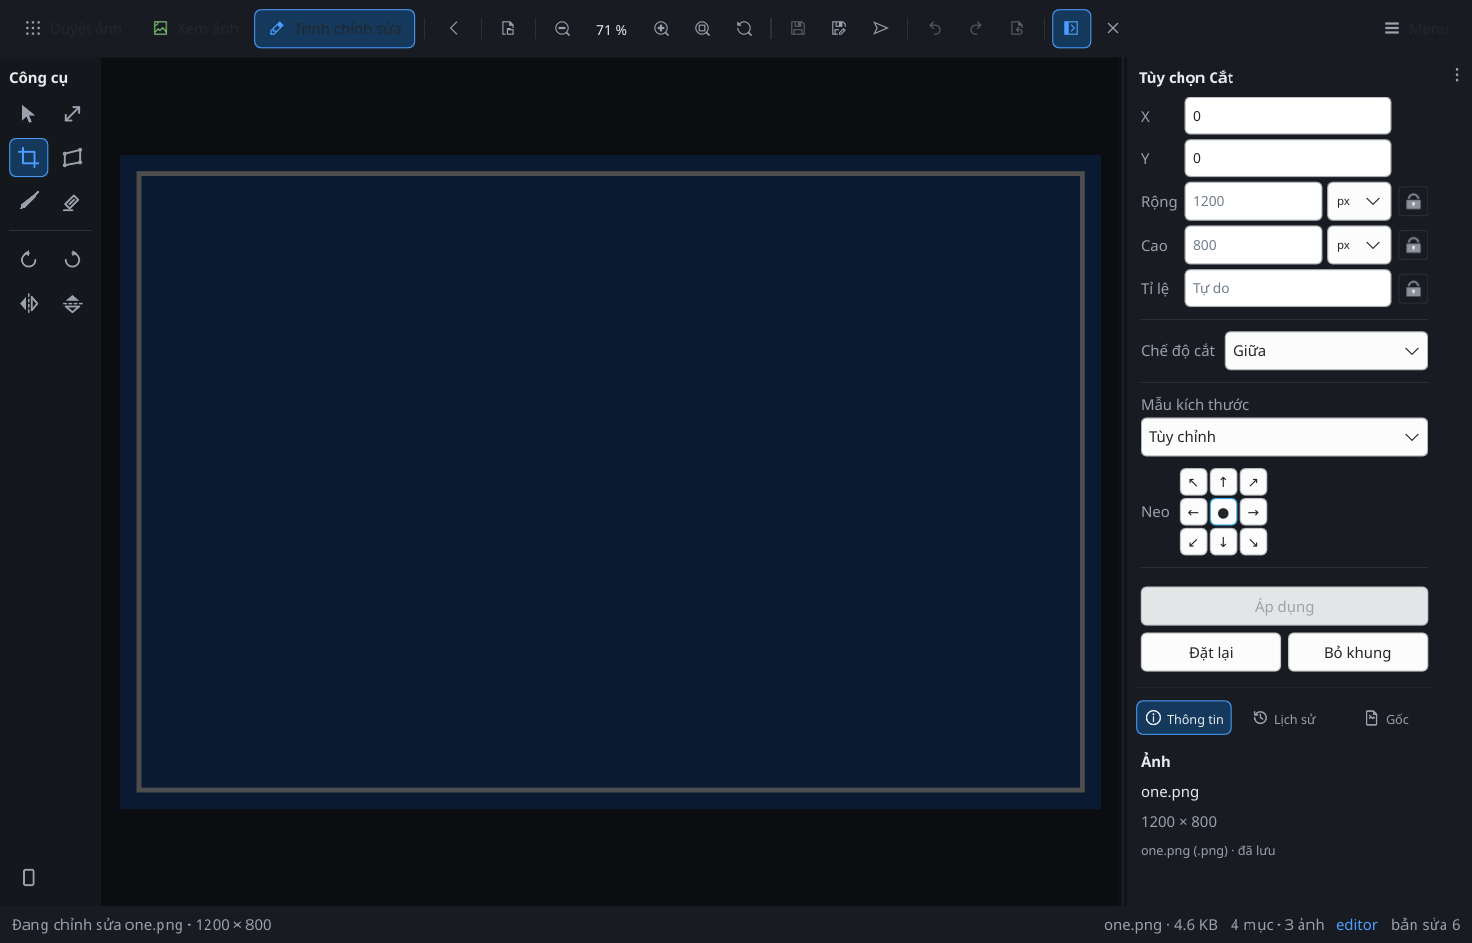 Duyệt ảnh Xem ảnh Trình chỉnh sửa 71 % Menu
Công cụ
Tùy chọn Cắt
X 0
Y 0
Rộng 1200 px
Cao 800 px
Tỉ lệ Tự do
Chế độ cắt Giữa
Mẫu kích thước
Tùy chỉnh
↖ ↑ ↗
Neo ← ● →
↙ ↓ ↘
Áp dụng
Đặt lại Bỏ khung
Thông tin Lịch sử Gốc
Ảnh
one.png
1200 × 800
one.png (.png) · đã lưu
Đang chỉnh sửa one.png · 1200 × 800 one.png · 4.6 KB 4 mục · 3 ảnh editor bản sửa 6